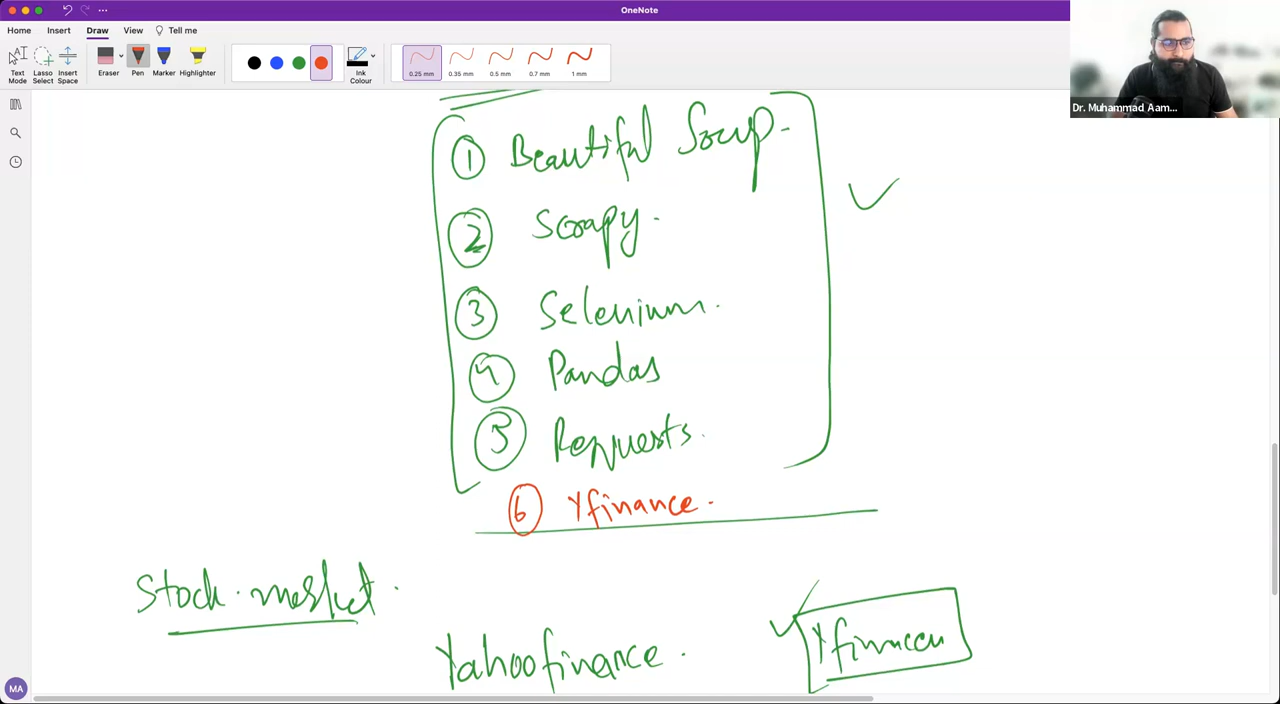 OneNote
Home Insert Draw View Tell me
Text Mode
Lasso Select
Insert Space
Eraser
Pen
Marker
Highlighter
Ink Colour
0.25 mm
0.35 mm
0.5 mm
0.7 mm
1 mm
Dr. Muhammad Aam...
① Beautiful Soup.
② Scrapy.
③ Selenium.
④ Pandas
⑤ Requests.
⑥ Yfinance.
Stock. market.
Yahoofinance.
MA